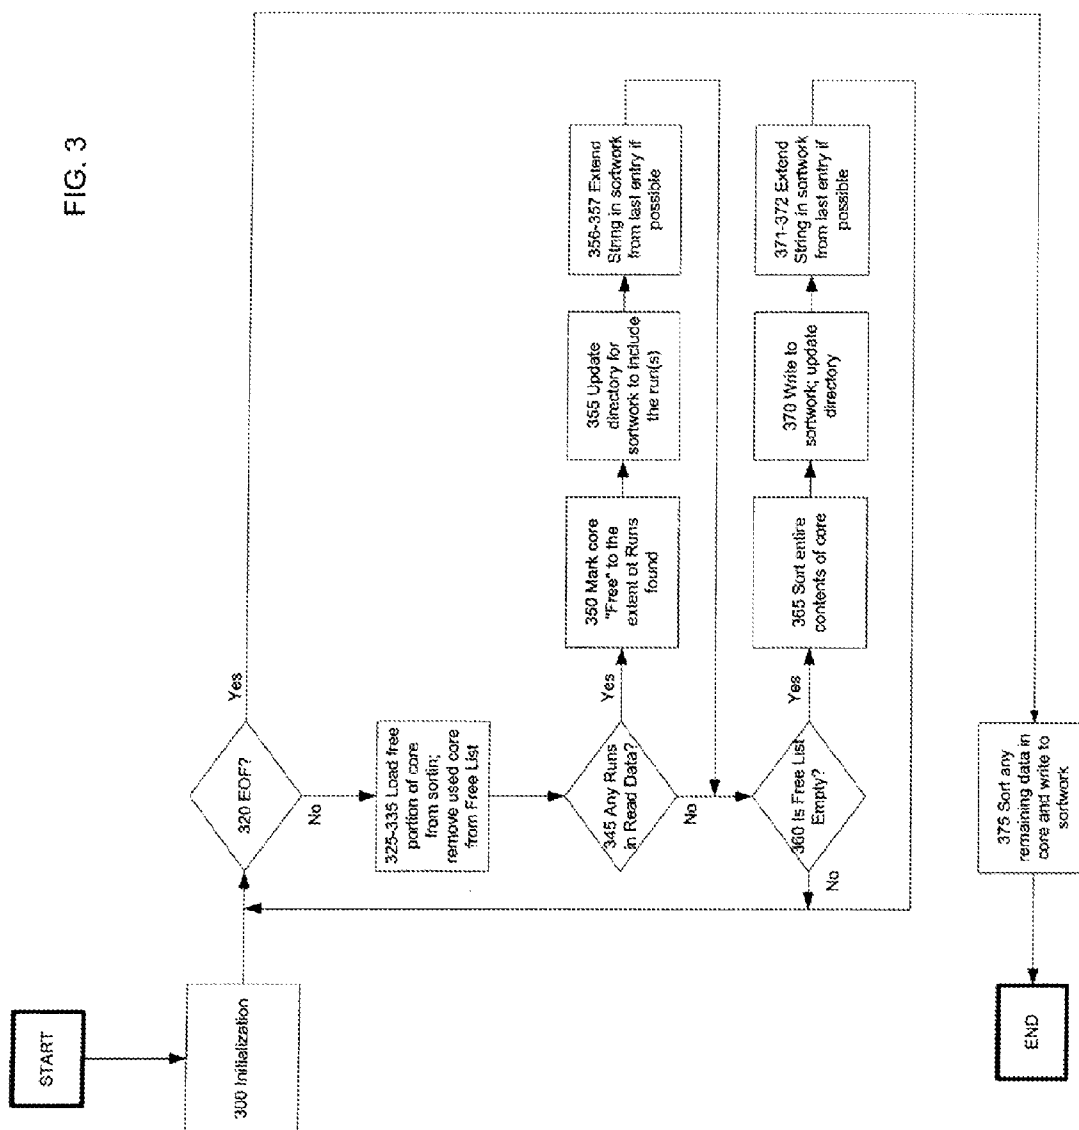 FIG. 3
START
300 Initialization
320 EOF?
Yes
No
325-335 Load free
portion of core
from sortin;
remove used core
from Free List
345 Any Runs
in Read Data?
Yes
No
350 Mark core
"Free" to the
extent of Runs
found
355 Update
directory for
sortwork to include
the run(s)
356-357 Extend
String in sortwork
from last entry if
possible
360 Is Free List
Empty?
Yes
No
365 Sort entire
contents of core
370 Write to
sortwork; update
directory
371-372 Extend
String in sortwork
from last entry if
possible
375 Sort any
remaining data in
core and write to
sortwork
END